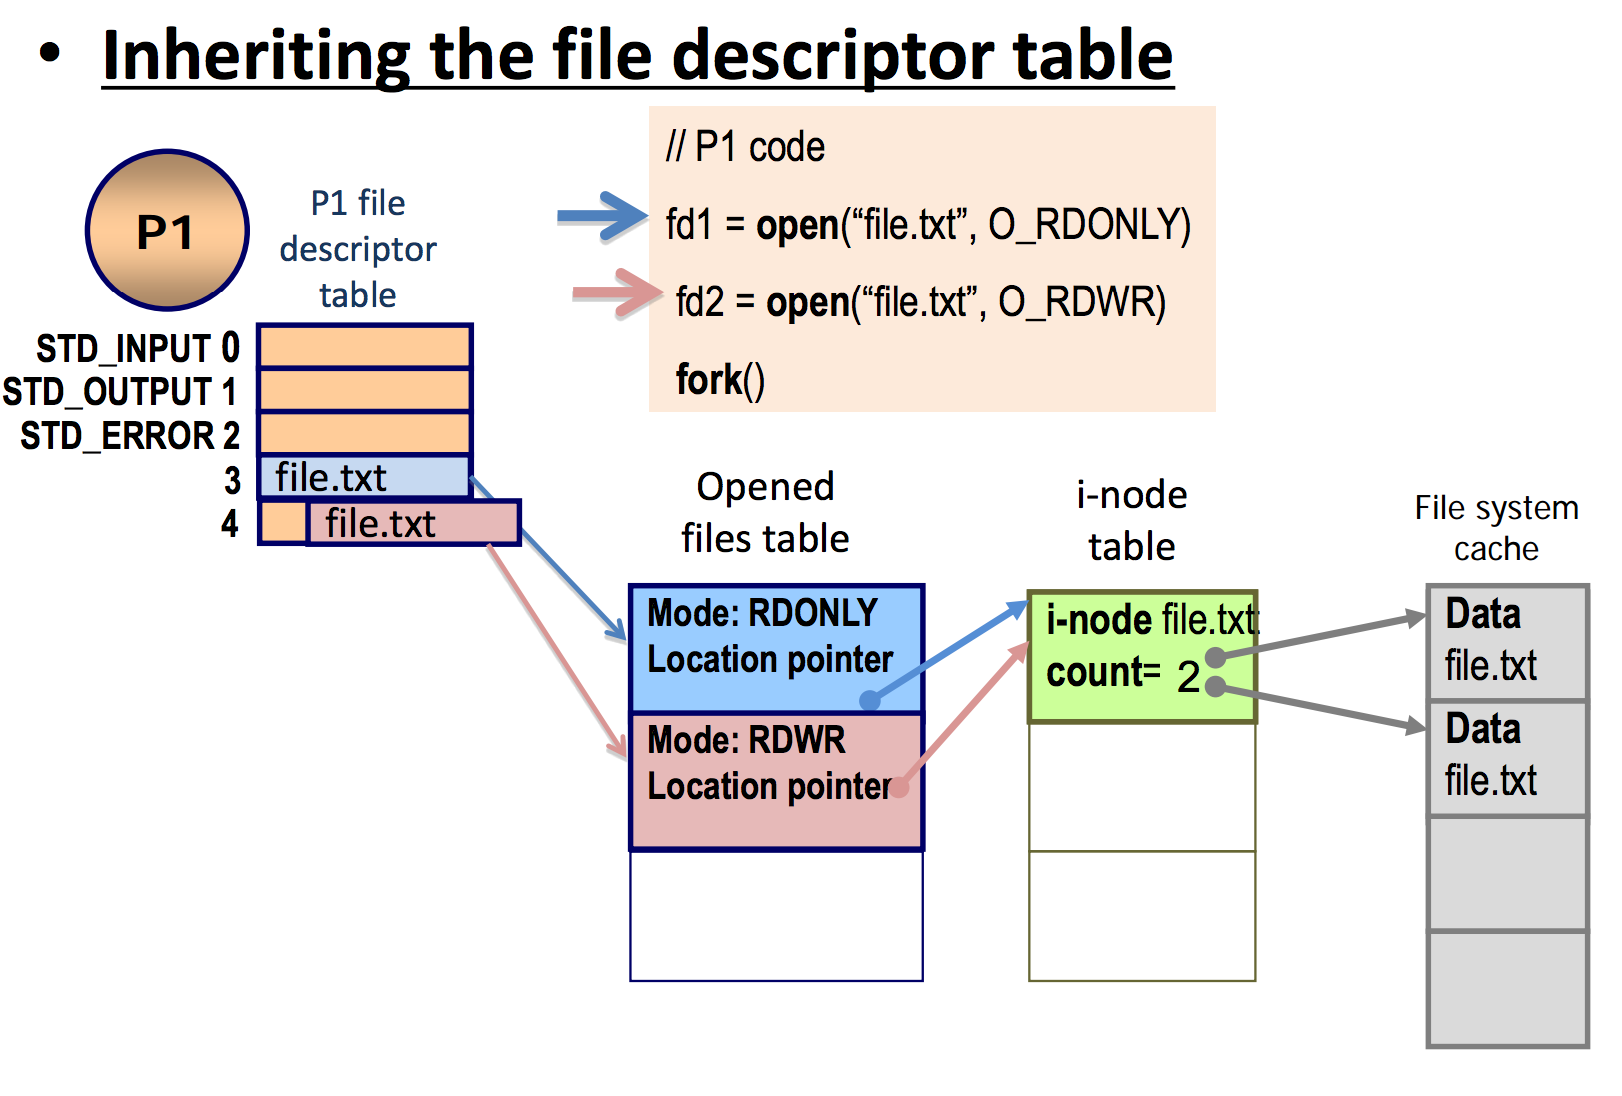 • Inheriting the file descriptor table
// P1 code
fd1 = open(“file.txt”, O_RDONLY)
fd2 = open(“file.txt”, O_RDWR)
fork()
P1
P1 file
descriptor
table
STD_INPUT 0
STD_OUTPUT 1
STD_ERROR 2
3 file.txt
4 file.txt
Opened
files table
Mode: RDONLY
Location pointer
Mode: RDWR
Location pointer
i-node
table
i-node file.txt:
count= 2
File system
cache
Data
file.txt
Data
file.txt